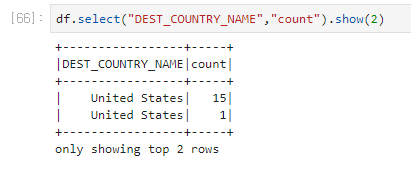 [66]: df.select("DEST_COUNTRY_NAME","count").show(2)
+-----------------+-----+
|DEST_COUNTRY_NAME|count|
+-----------------+-----+
|    United States|   15|
|    United States|    1|
+-----------------+-----+
only showing top 2 rows